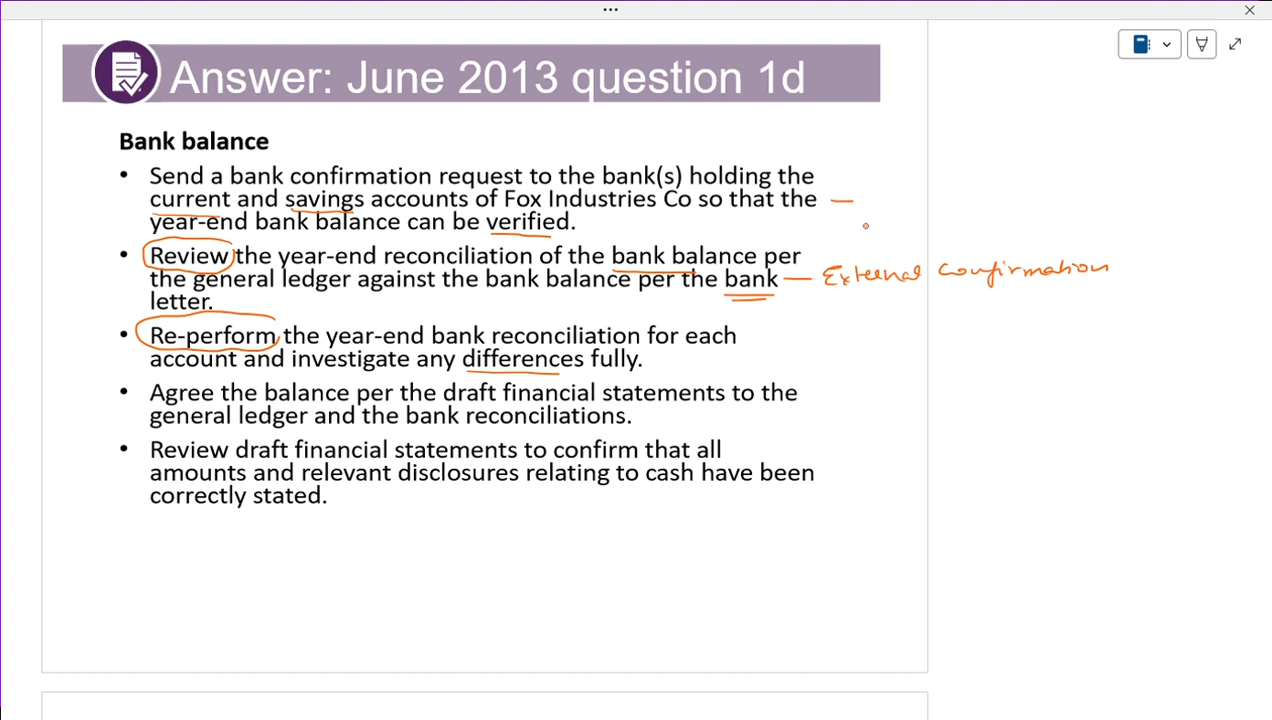 Answer: June 2013 question 1d
Bank balance
• Send a bank confirmation request to the bank(s) holding the
current and savings accounts of Fox Industries Co so that the —
year-end bank balance can be verified.
• Review the year-end reconciliation of the bank balance per
the general ledger against the bank balance per the bank — External confirmation
letter.
• Re-perform the year-end bank reconciliation for each
account and investigate any differences fully.
• Agree the balance per the draft financial statements to the
general ledger and the bank reconciliations.
• Review draft financial statements to confirm that all
amounts and relevant disclosures relating to cash have been
correctly stated.